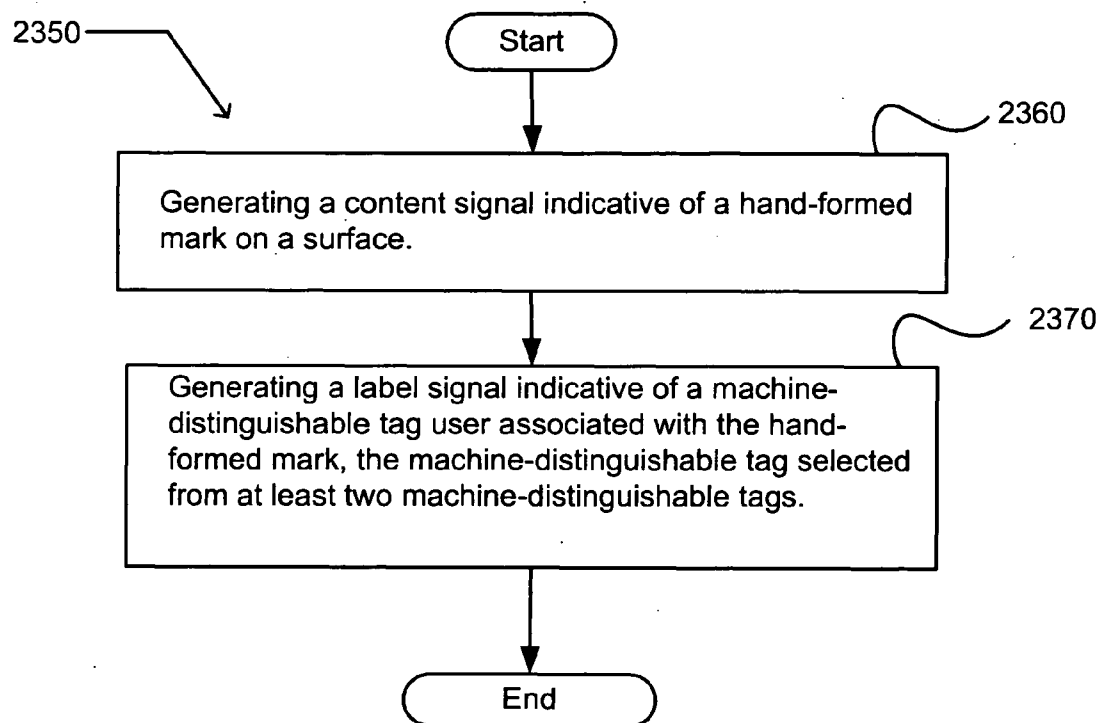 2350
Start
2360
Generating a content signal indicative of a hand-formed
mark on a surface.
2370
Generating a label signal indicative of a machine-
distinguishable tag user associated with the hand-
formed mark, the machine-distinguishable tag selected
from at least two machine-distinguishable tags.
End